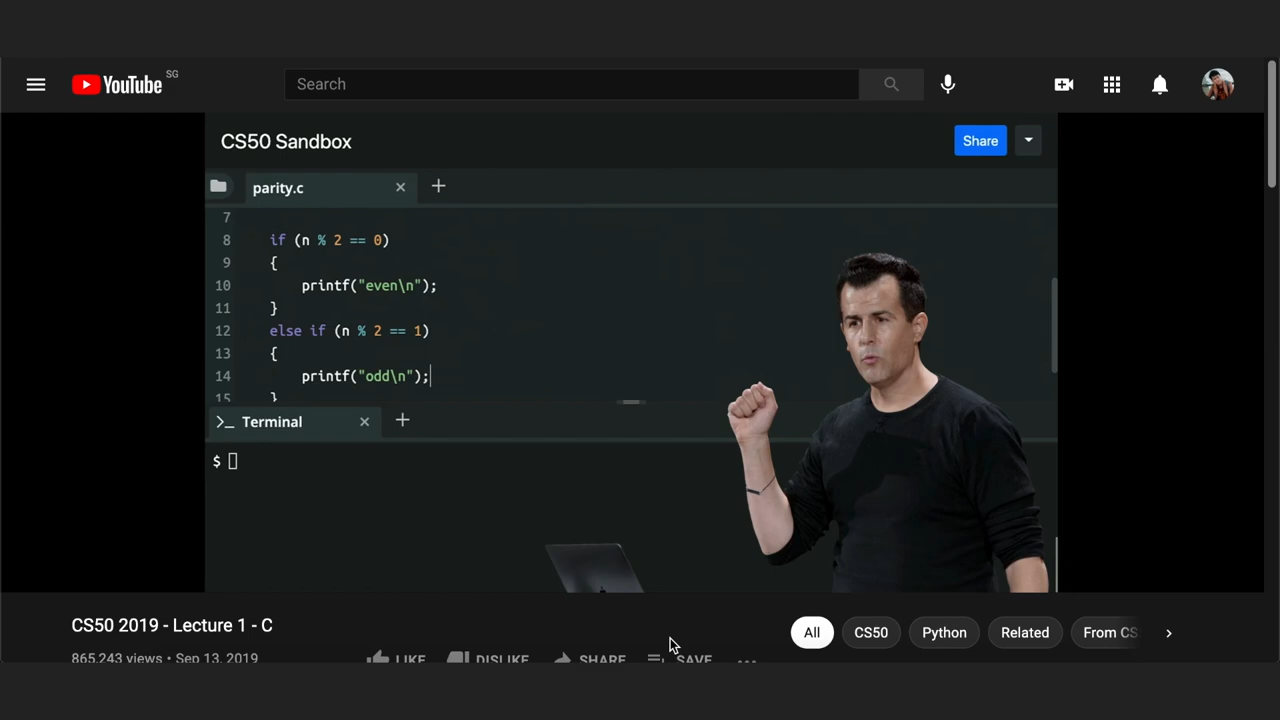 YouTube SG
Search
CS50 Sandbox
Share
parity.c
7
8 if (n % 2 == 0)
9 {
10 printf("even\n");
11 }
12 else if (n % 2 == 1)
13 {
14 printf("odd\n");
15 }
>_ Terminal
$
CS50 2019 - Lecture 1 - C
All CS50 Python Related From CS
865,243 views • Sep 13, 2019
LIKE DISLIKE SHARE SAVE